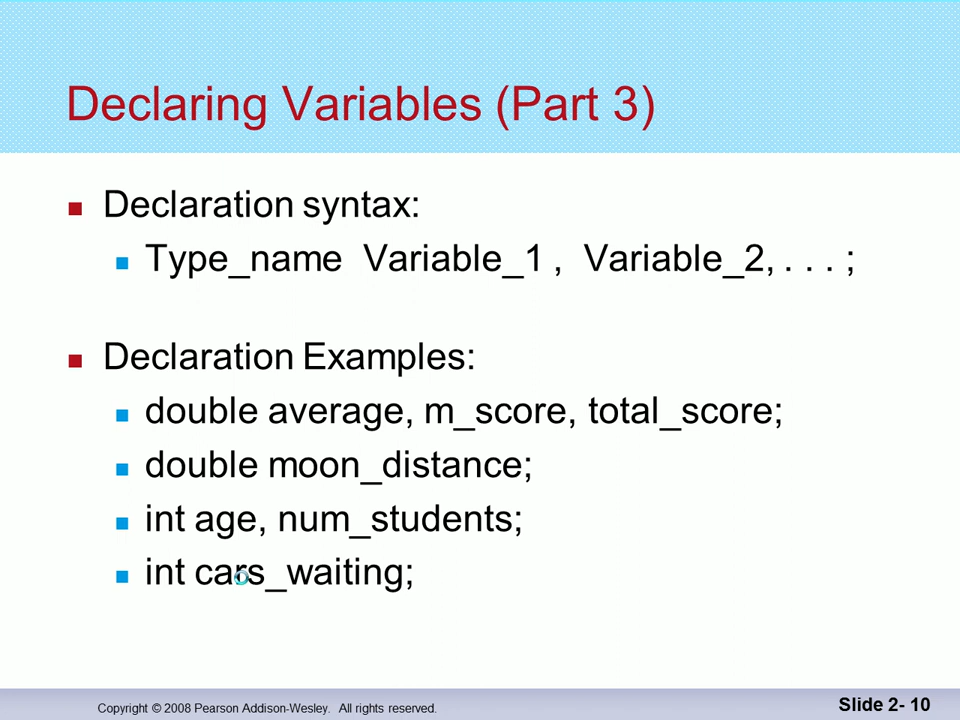 Declaring Variables (Part 3)
Declaration syntax:
Type_name  Variable_1 ,  Variable_2, . . . ;
Declaration Examples:
double average, m_score, total_score;
double moon_distance;
int age, num_students;
int cars_waiting;
Copyright © 2008 Pearson Addison-Wesley.  All rights reserved.
Slide 2- 10